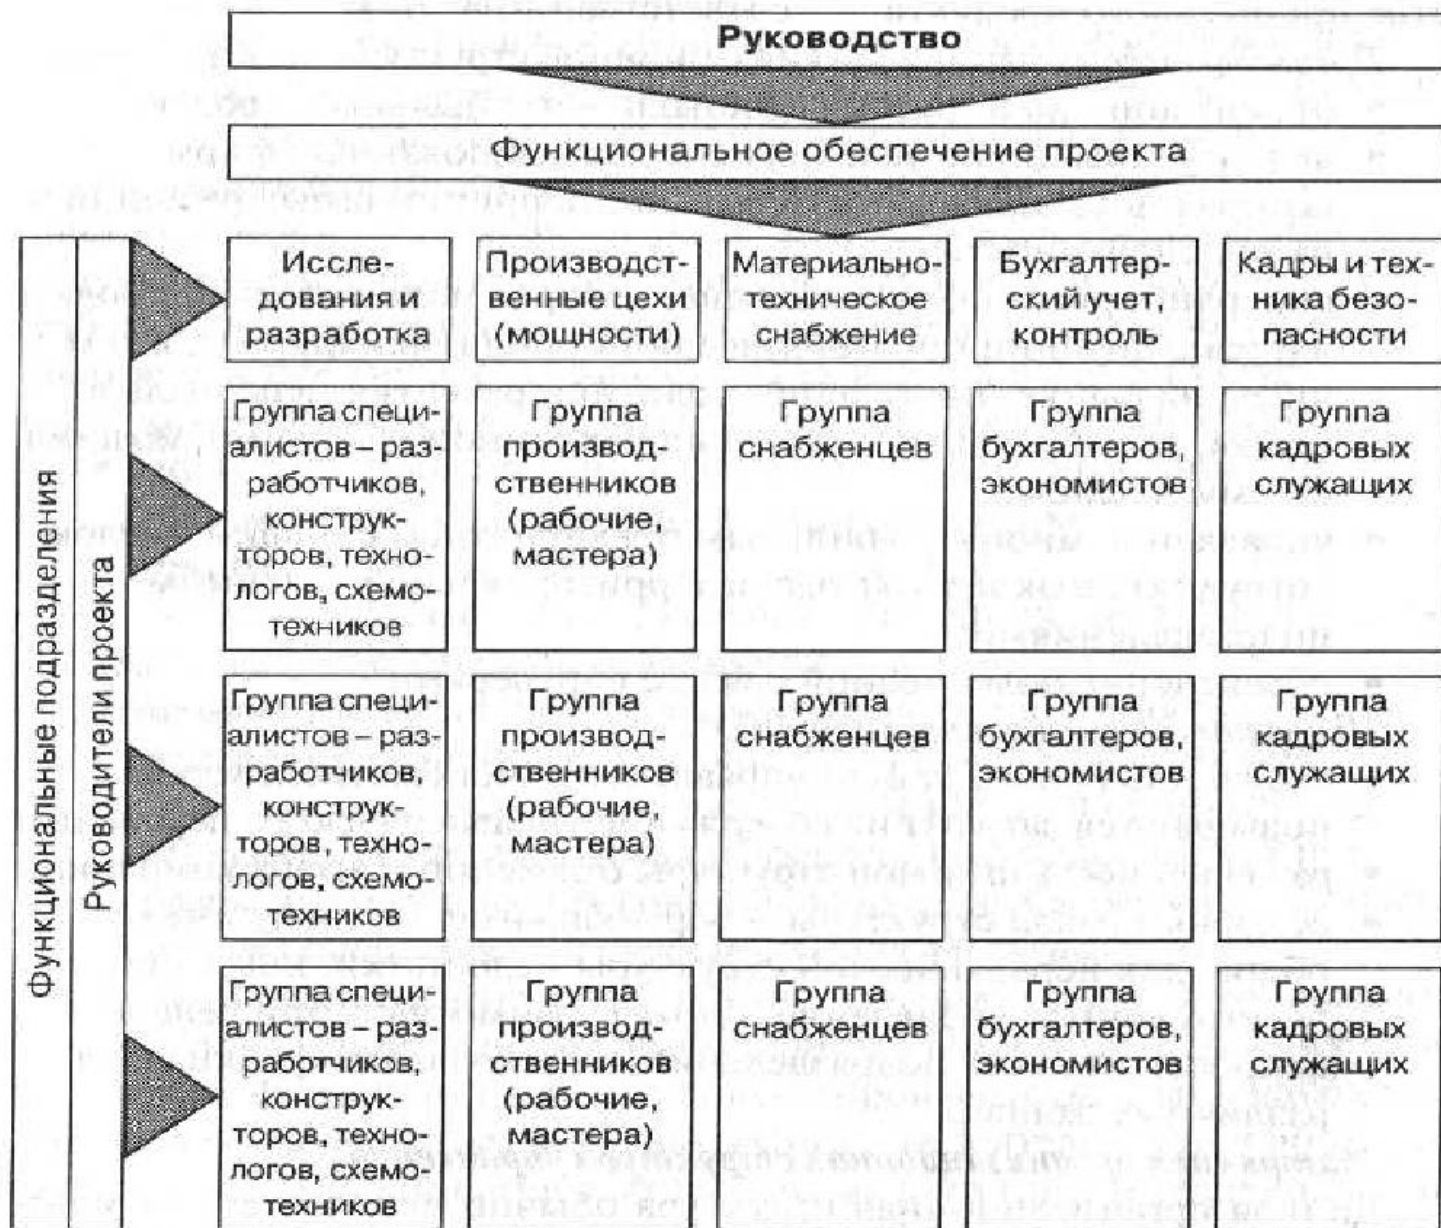 Руководство
Функциональное обеспечение проекта
Функциональные подразделения
Руководители проекта
Иссле-
дования и
разработка
Производст-
венные цехи
(мощности)
Материально-
техническое
снабжение
Бухгалтер-
ский учет,
контроль
Кадры и тех-
ника безо-
пасности
Группа специ-
алистов – раз-
работчиков,
конструк-
торов, техно-
логов, схемо-
техников
Группа
производ-
ственников
(рабочие,
мастера)
Группа
снабженцев
Группа
бухгалтеров,
экономистов
Группа
кадровых
служащих
Группа специ-
алистов – раз-
работчиков,
конструк-
торов, техно-
логов, схемо-
техников
Группа
производ-
ственников
(рабочие,
мастера)
Группа
снабженцев
Группа
бухгалтеров,
экономистов
Группа
кадровых
служащих
Группа специ-
алистов – раз-
работчиков,
конструк-
торов, техно-
логов, схемо-
техников
Группа
производ-
ственников
(рабочие,
мастера)
Группа
снабженцев
Группа
бухгалтеров,
экономистов
Группа
кадровых
служащих